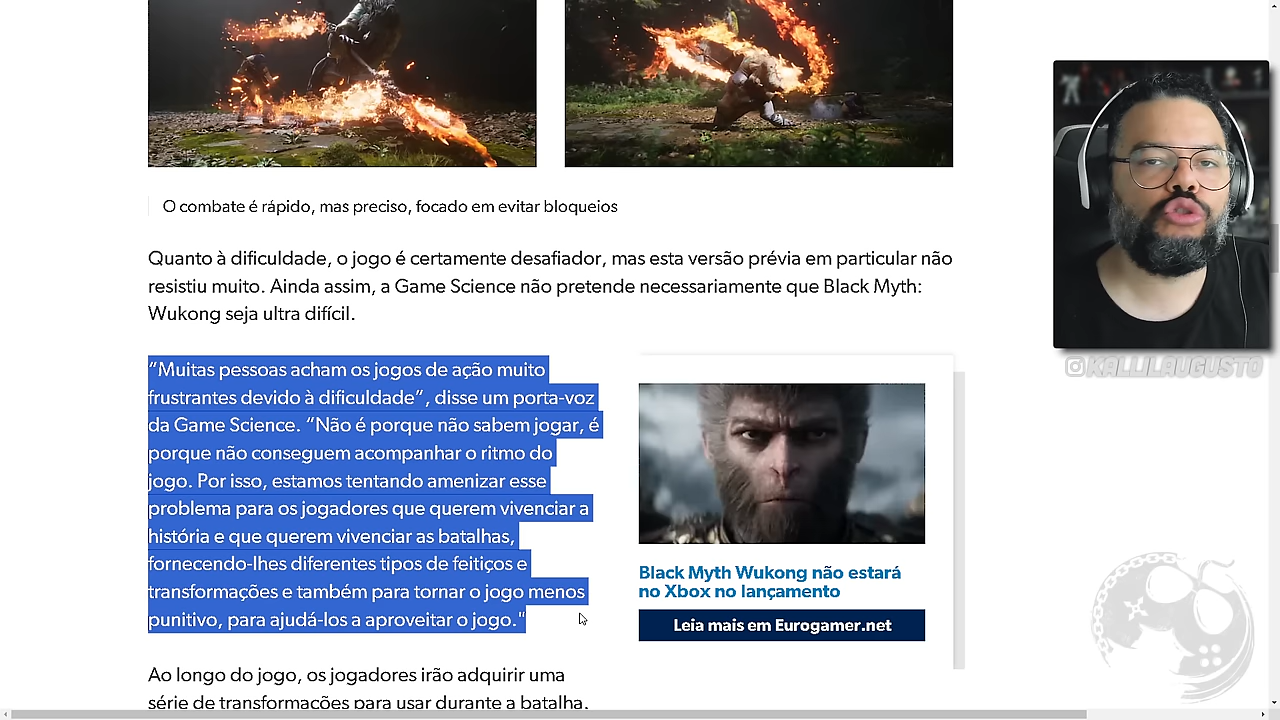 O combate é rápido, mas preciso, focado em evitar bloqueios
Quanto à dificuldade, o jogo é certamente desafiador, mas esta versão prévia em particular não
resistiu muito. Ainda assim, a Game Science não pretende necessariamente que Black Myth:
Wukong seja ultra difícil.
“Muitas pessoas acham os jogos de ação muito
frustrantes devido à dificuldade”, disse um porta-voz
da Game Science. “Não é porque não sabem jogar, é
porque não conseguem acompanhar o ritmo do
jogo. Por isso, estamos tentando amenizar esse
problema para os jogadores que querem vivenciar a
história e que querem vivenciar as batalhas,
fornecendo-lhes diferentes tipos de feitiços e
transformações e também para tornar o jogo menos
punitivo, para ajudá-los a aproveitar o jogo."
Ao longo do jogo, os jogadores irão adquirir uma
série de transformações para usar durante a batalha.
Black Myth Wukong não estará
no Xbox no lançamento
Leia mais em Eurogamer.net
@KALLILAUGUSTO